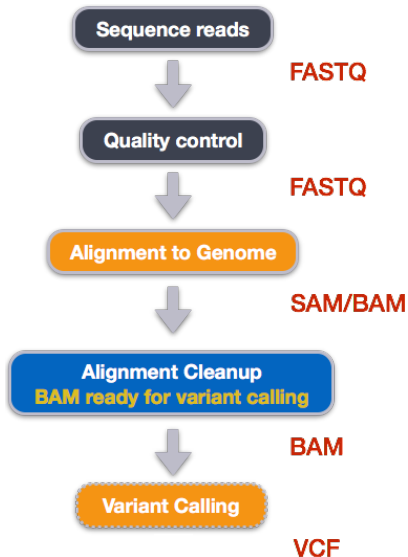 Sequence reads
FASTQ
Quality control
FASTQ
Alignment to Genome
SAM/BAM
Alignment Cleanup
BAM ready for variant calling
BAM
Variant Calling
VCF